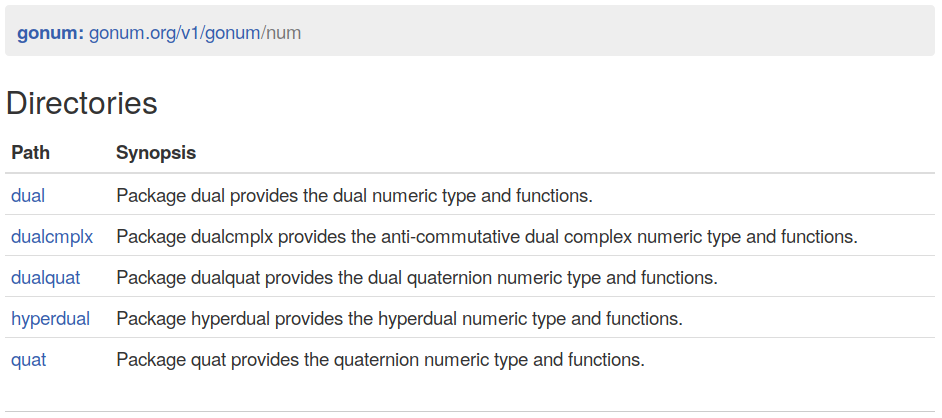 gonum: gonum.org/v1/gonum/num
Directories
Path Synopsis
dual Package dual provides the dual numeric type and functions.
dualcmplx Package dualcmplx provides the anti-commutative dual complex numeric type and functions.
dualquat Package dualquat provides the dual quaternion numeric type and functions.
hyperdual Package hyperdual provides the hyperdual numeric type and functions.
quat Package quat provides the quaternion numeric type and functions.